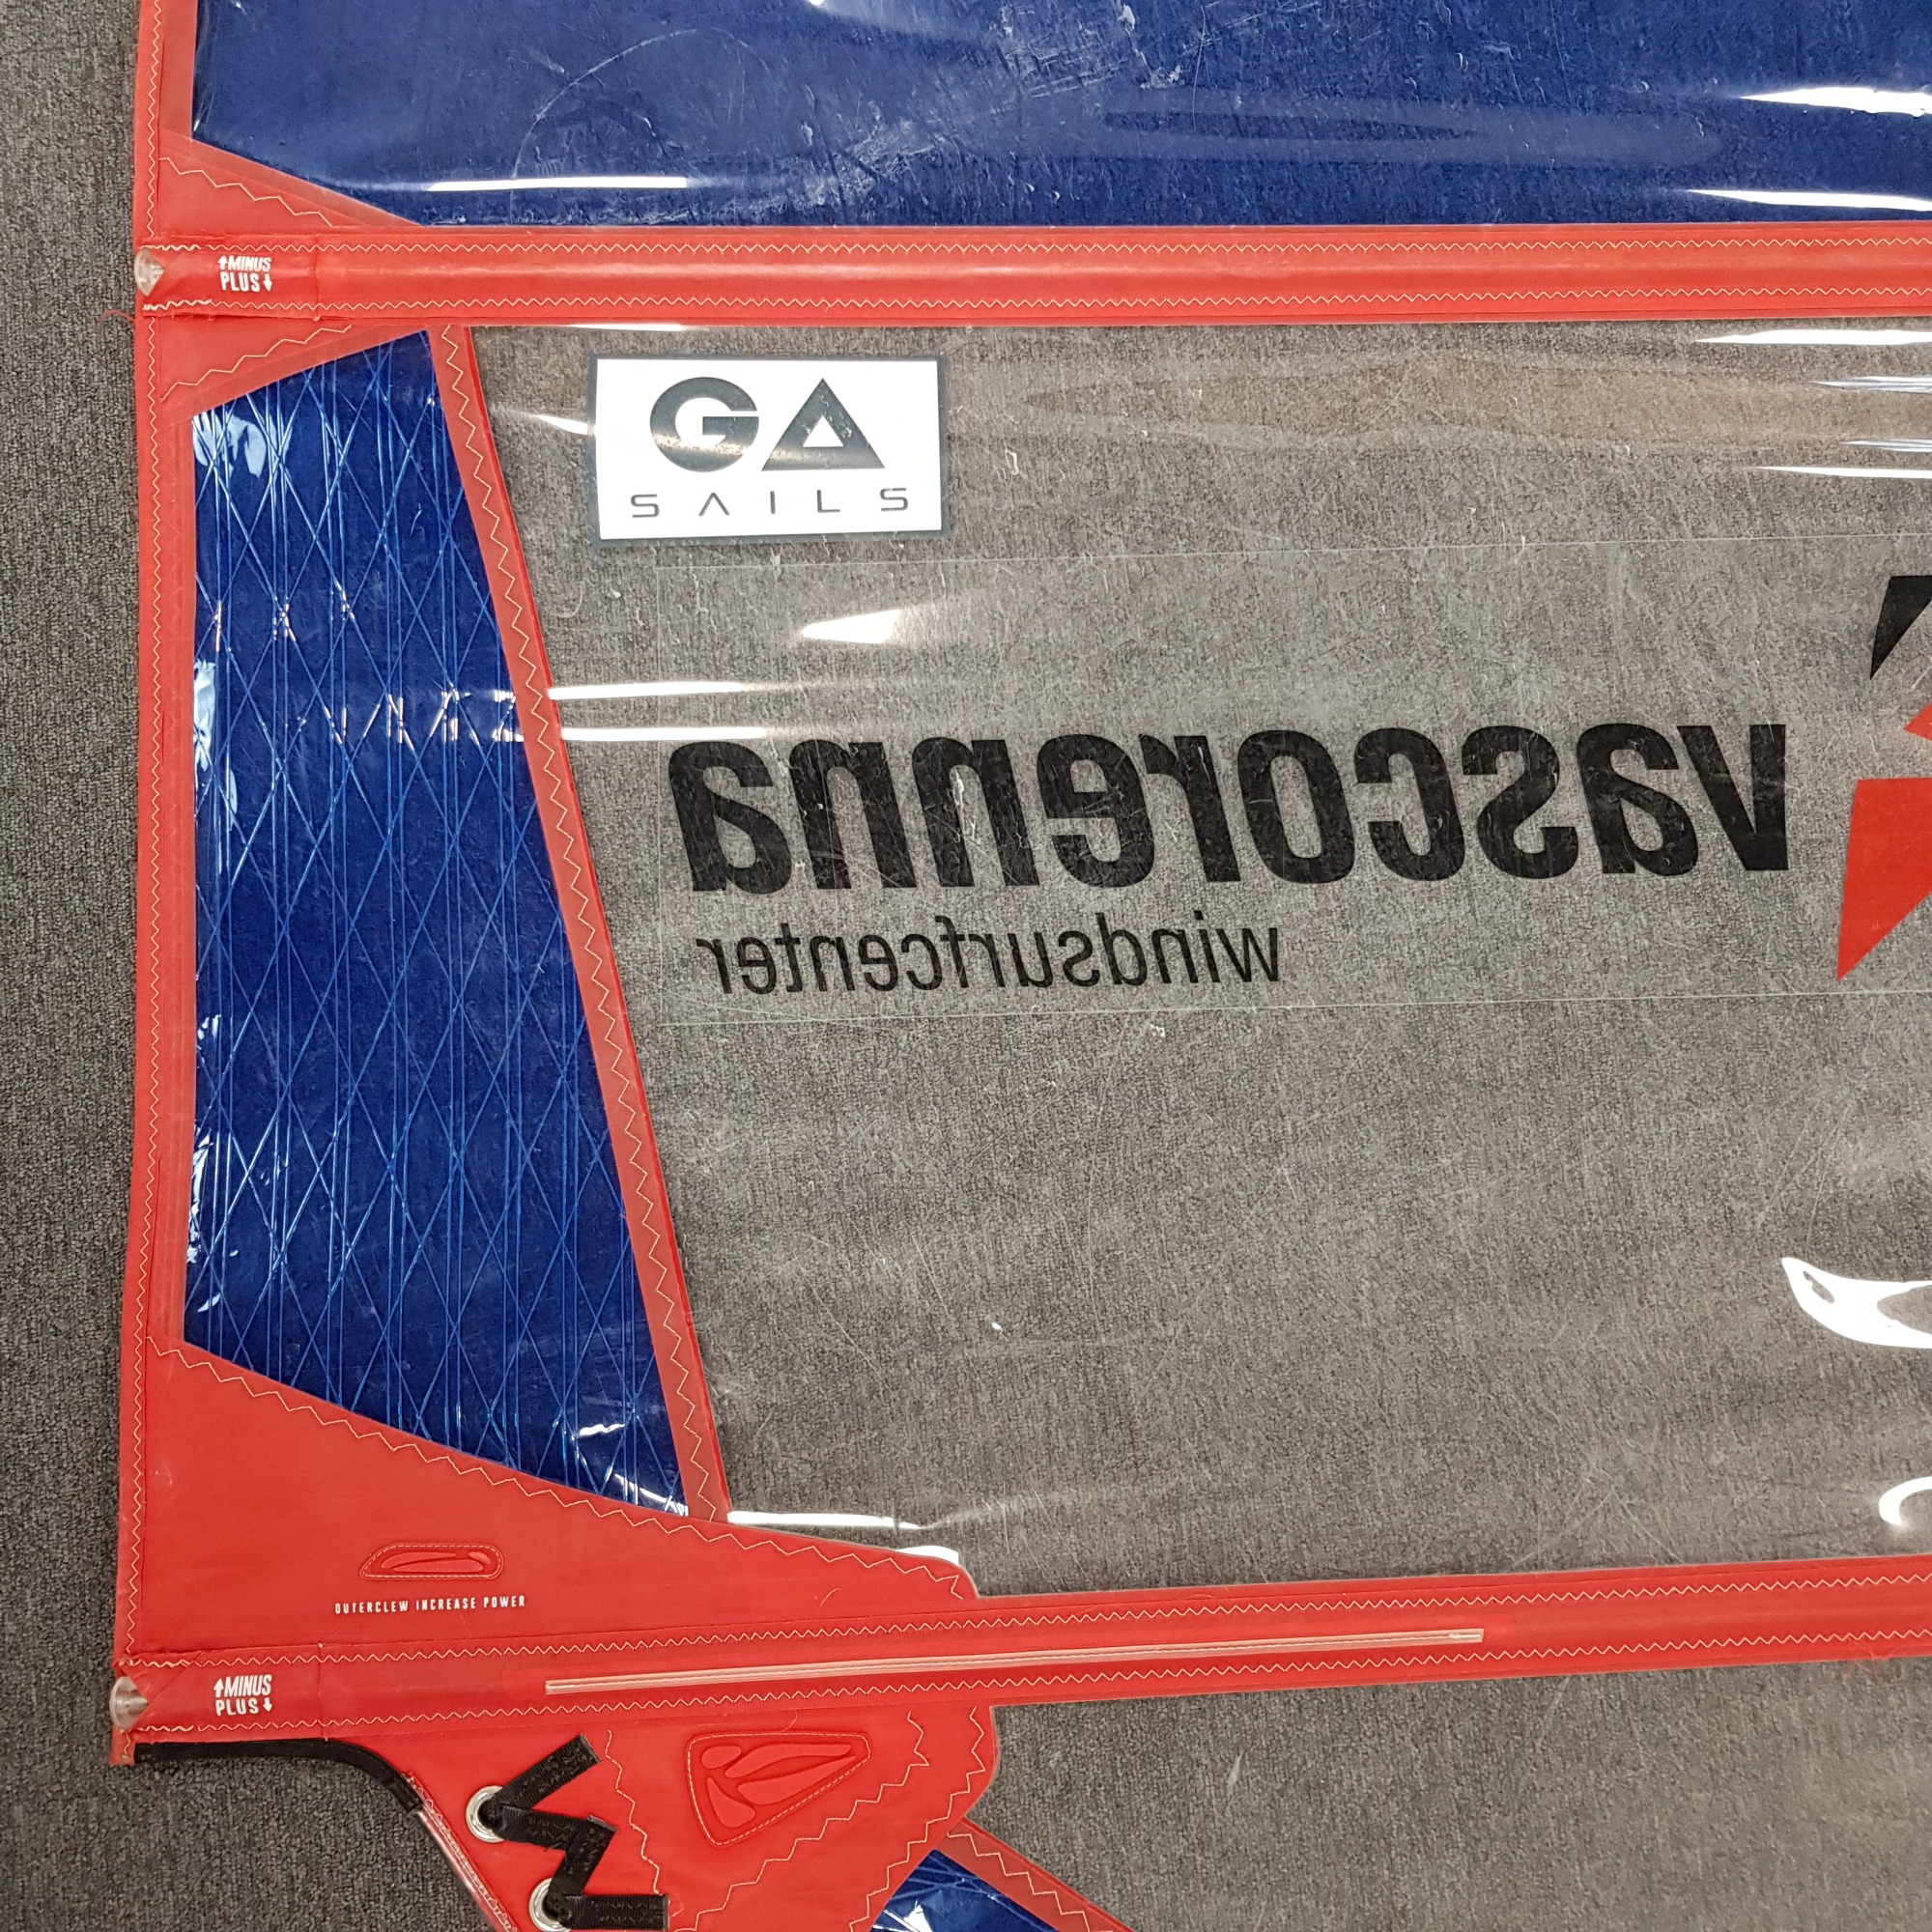 ↑MINUS
PLUS↓
GA
SAILS
vascorenna
windsurfcenter
OUTERCLEW INCREASE POWER
↑MINUS
PLUS↓